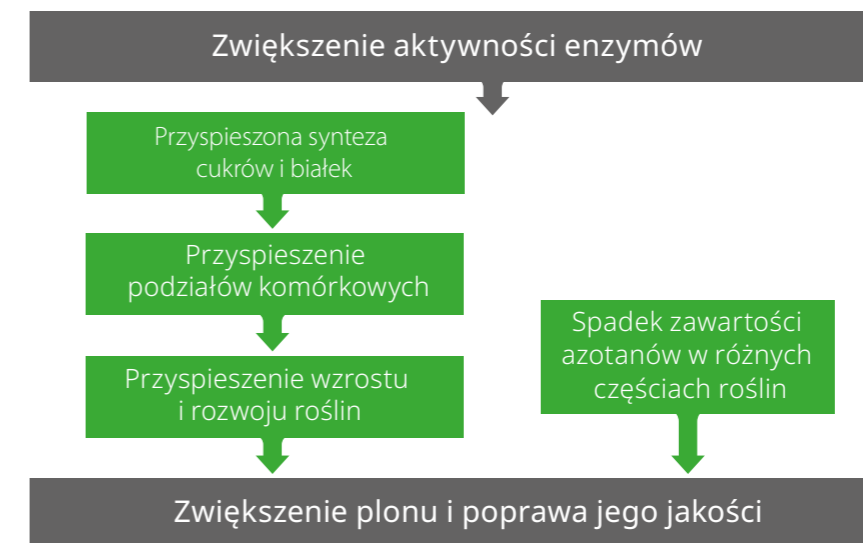 Zwiększenie aktywności enzymów
Przyspieszona synteza
cukrów i białek
Przyspieszenie
podziałów komórkowych
Przyspieszenie wzrostu
i rozwoju roślin
Spadek zawartości
azotanów w różnych
częściach roślin
Zwiększenie plonu i poprawa jego jakości